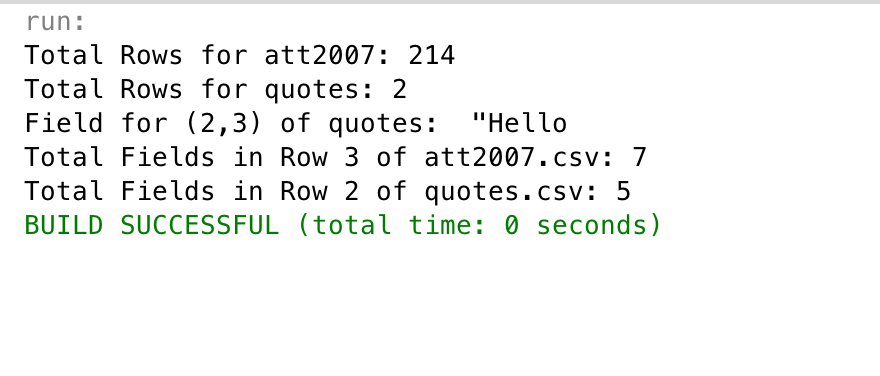 run:
Total Rows for att2007: 214
Total Rows for quotes: 2
Field for (2,3) of quotes:  "Hello
Total Fields in Row 3 of att2007.csv: 7
Total Fields in Row 2 of quotes.csv: 5
BUILD SUCCESSFUL (total time: 0 seconds)